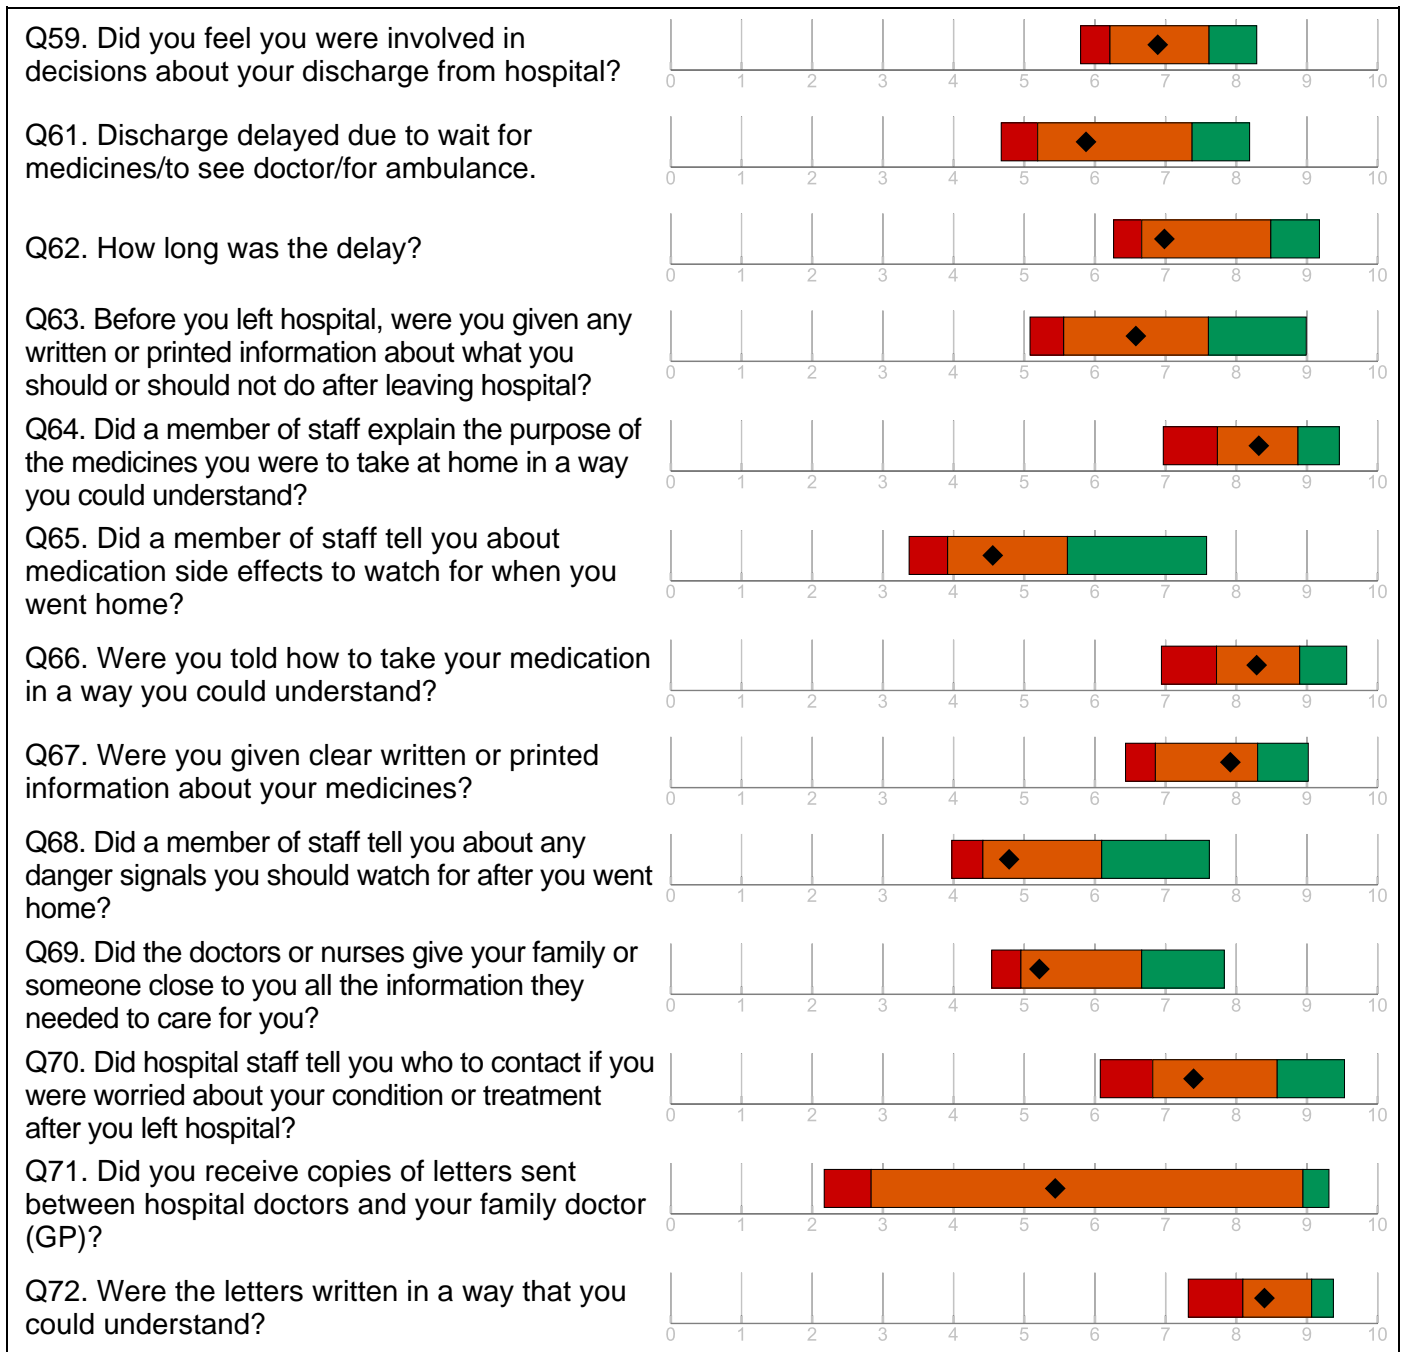 Q59. Did you feel you were involved in
decisions about your discharge from hospital?
0 1 2 3 4 5 6 7 8 9 10
Q61. Discharge delayed due to wait for
medicines/to see doctor/for ambulance.
0 1 2 3 4 5 6 7 8 9 10
Q62. How long was the delay?
0 1 2 3 4 5 6 7 8 9 10
Q63. Before you left hospital, were you given any
written or printed information about what you
should or should not do after leaving hospital?
0 1 2 3 4 5 6 7 8 9 10
Q64. Did a member of staff explain the purpose of
the medicines you were to take at home in a way
you could understand?
0 1 2 3 4 5 6 7 8 9 10
Q65. Did a member of staff tell you about
medication side effects to watch for when you
went home?
0 1 2 3 4 5 6 7 8 9 10
Q66. Were you told how to take your medication
in a way you could understand?
0 1 2 3 4 5 6 7 8 9 10
Q67. Were you given clear written or printed
information about your medicines?
0 1 2 3 4 5 6 7 8 9 10
Q68. Did a member of staff tell you about any
danger signals you should watch for after you went
home?
0 1 2 3 4 5 6 7 8 9 10
Q69. Did the doctors or nurses give your family or
someone close to you all the information they
needed to care for you?
0 1 2 3 4 5 6 7 8 9 10
Q70. Did hospital staff tell you who to contact if you
were worried about your condition or treatment
after you left hospital?
0 1 2 3 4 5 6 7 8 9 10
Q71. Did you receive copies of letters sent
between hospital doctors and your family doctor
(GP)?
0 1 2 3 4 5 6 7 8 9 10
Q72. Were the letters written in a way that you
could understand?
0 1 2 3 4 5 6 7 8 9 10